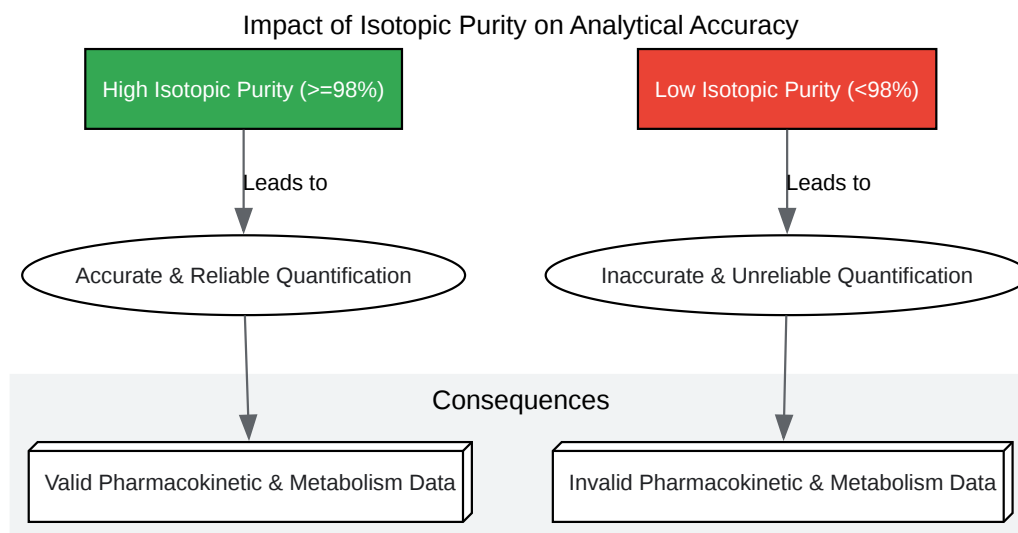 Impact of Isotopic Purity on Analytical Accuracy
High Isotopic Purity (>=98%)
Low Isotopic Purity (<98%)
Leads to
Leads to
Accurate & Reliable Quantification
Inaccurate & Unreliable Quantification
Consequences
Valid Pharmacokinetic & Metabolism Data
Invalid Pharmacokinetic & Metabolism Data